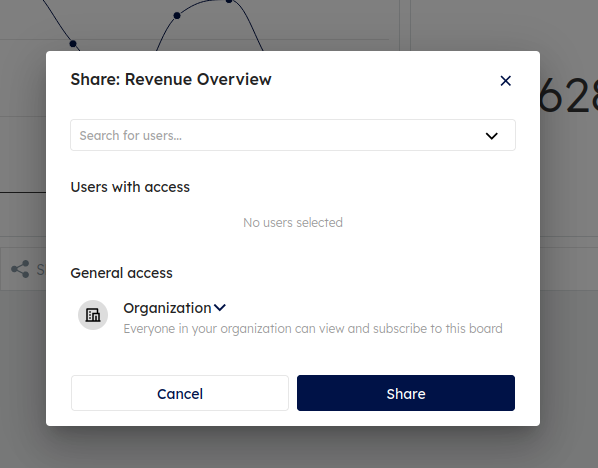 Share: Revenue Overview
628
Search for users...
Users with access
No users selected
General access
Organization
Everyone in your organization can view and subscribe to this board
Cancel
Share